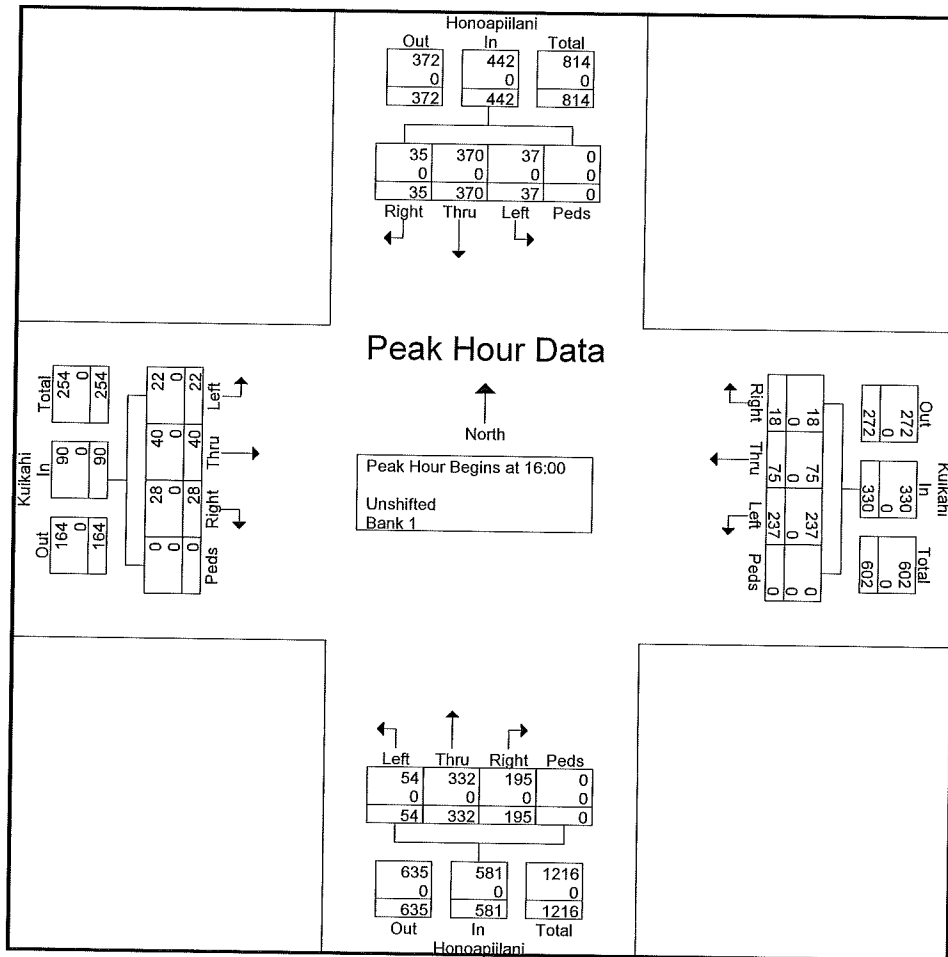 Honoapiilani
Out In Total
372 442 814
0 0 0
372 442 814
35 370 37 0
0 0 0 0
35 370 37 0
Right Thru Left Peds
Peak Hour Data
North
Peak Hour Begins at 16:00
Unshifted
Bank 1
Kuikahi
Out In Total
164 90 254
0 0 0
164 90 254
0 28 40 22
0 0 0 0
0 28 40 22
Peds Right Thru Left
Kuikahi
Out In Total
272 330 602
0 0 0
272 330 602
18 75 237 0
0 0 0 0
18 75 237 0
Right Thru Left Peds
Left Thru Right Peds
54 332 195 0
0 0 0 0
54 332 195 0
635 581 1216
0 0 0
635 581 1216
Out In Total
Honoapiilani